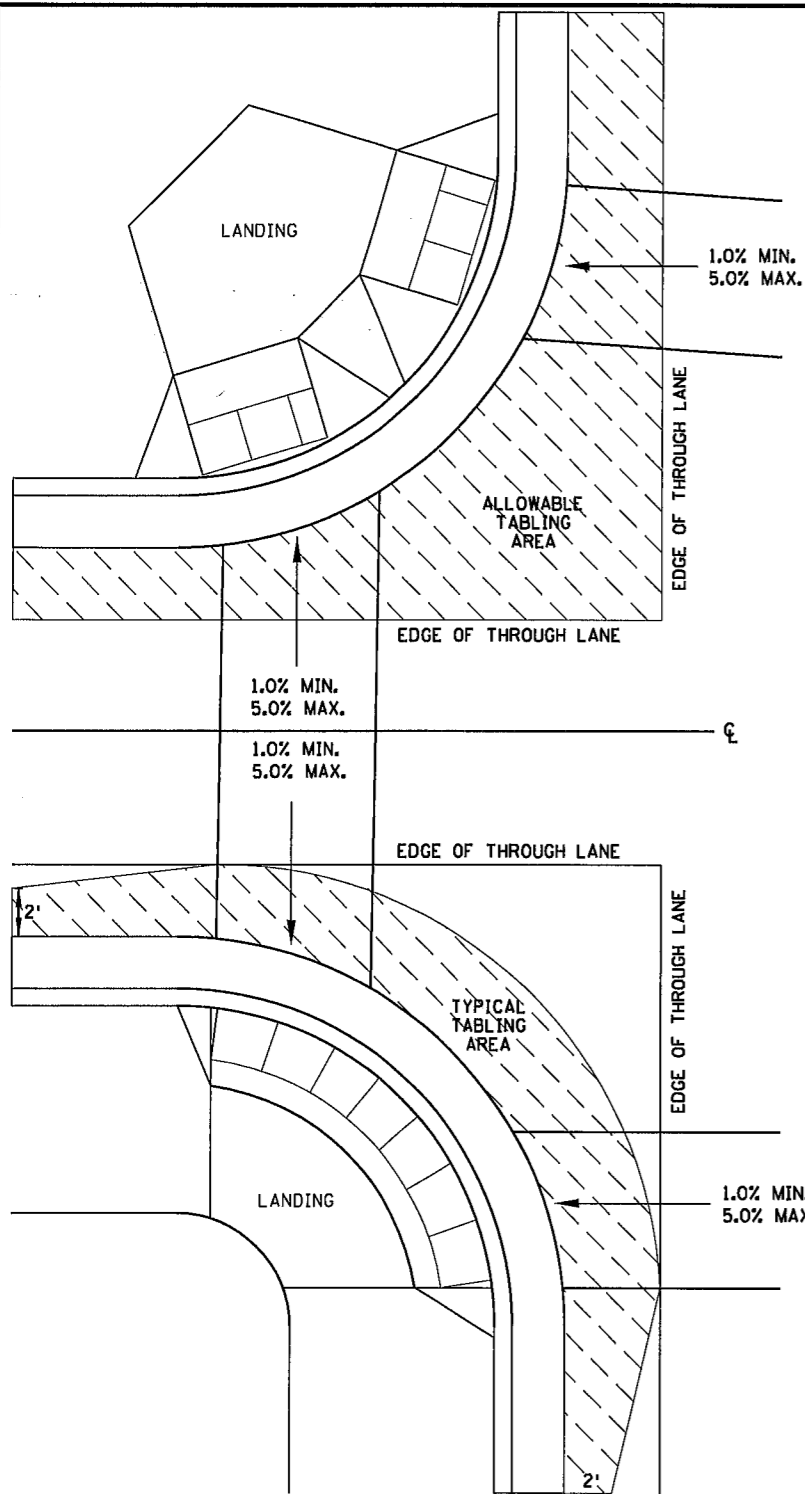 LANDING
1.0% MIN.
5.0% MAX.
EDGE OF THROUGH LANE
ALLOWABLE
TABLING
AREA
EDGE OF THROUGH LANE
1.0% MIN.
5.0% MAX.
℄
1.0% MIN.
5.0% MAX.
EDGE OF THROUGH LANE
2'
EDGE OF THROUGH LANE
TYPICAL
TABLING
AREA
LANDING
1.0% MIN.
5.0% MAX
2'